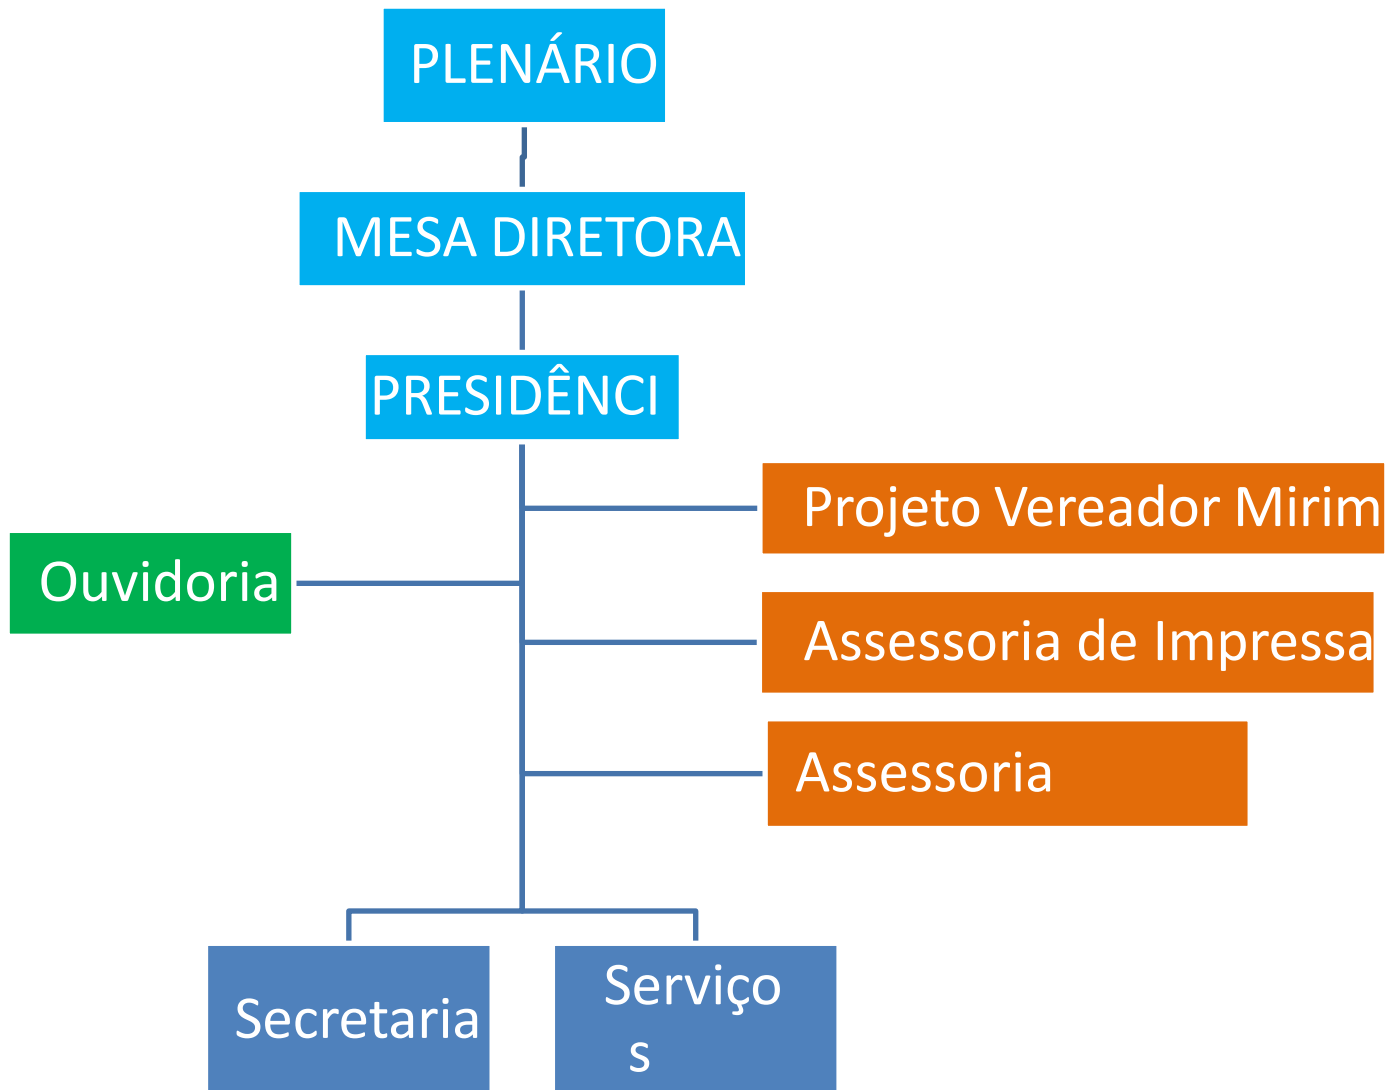 PLENÁRIO
MESA DIRETORA
PRESIDÊNCI
Projeto Vereador Mirim
Ouvidoria
Assessoria de Impressa
Assessoria
Secretaria
Serviço
s